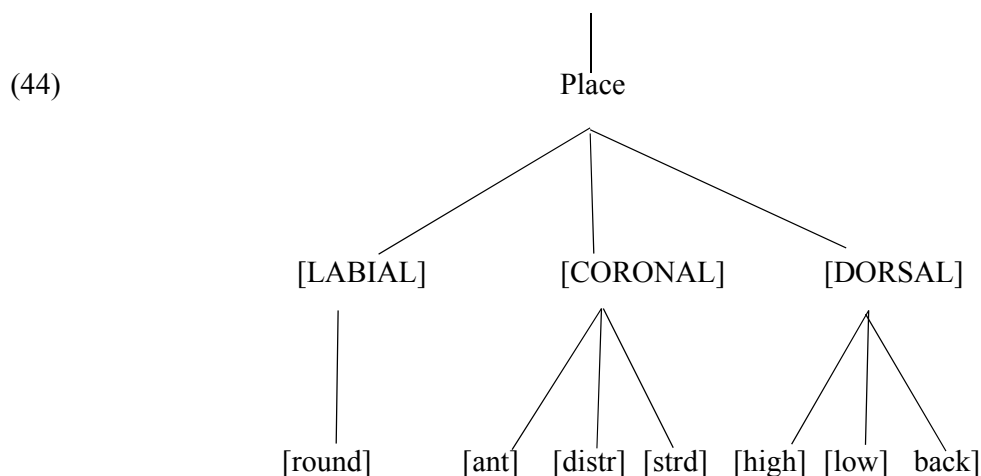 (44) Place
[LABIAL] [CORONAL] [DORSAL]
[round] [ant] [distr] [strd] [high] [low] back]